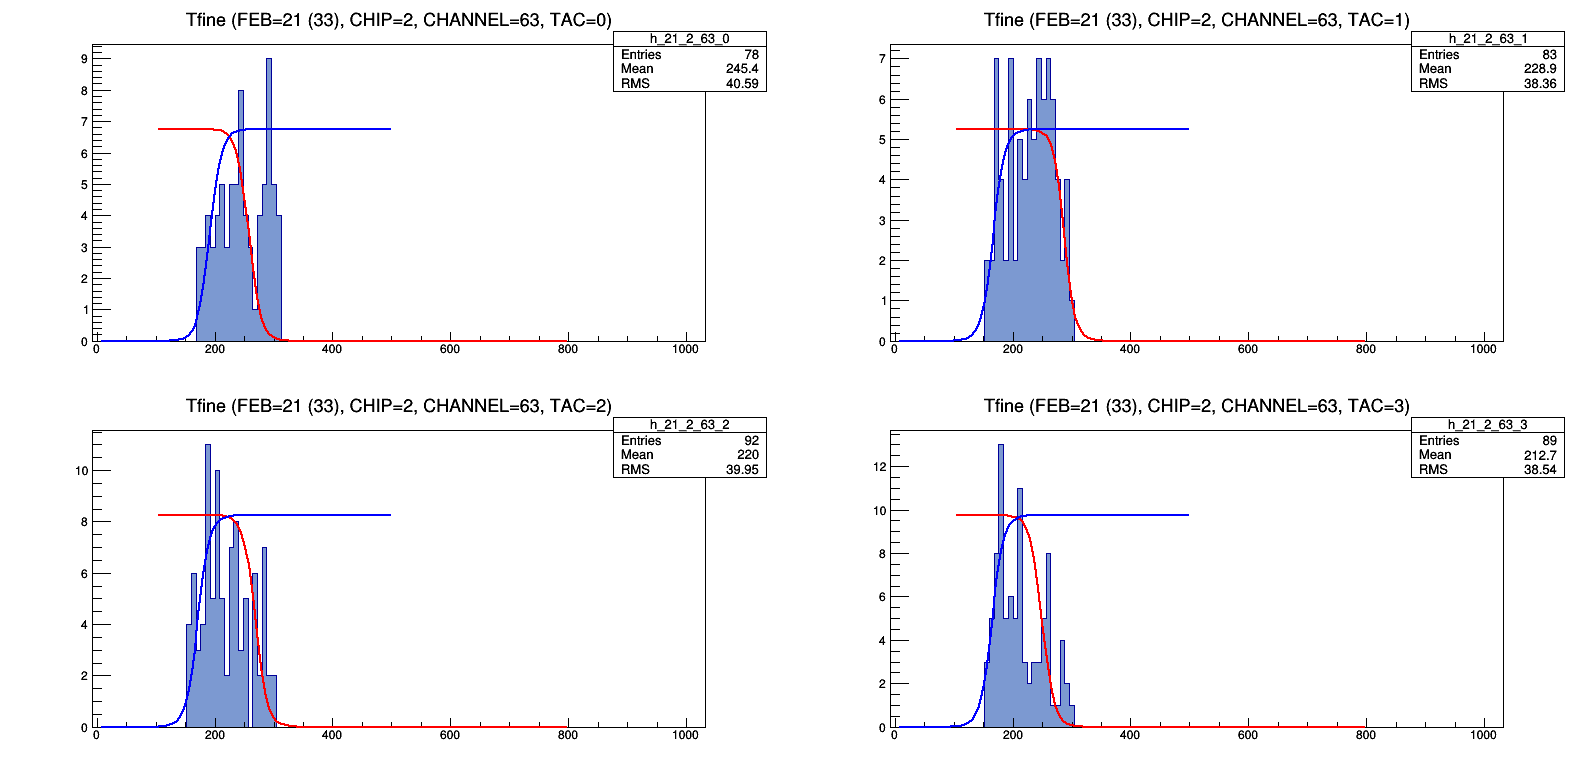 Tfine (FEB=21 (33), CHIP=2, CHANNEL=63, TAC=0)
h_21_2_63_0
Entries 78
Mean 245.4
RMS 40.59
9
8
7
6
5
4
3
2
1
0
0 200 400 600 800 1000
Tfine (FEB=21 (33), CHIP=2, CHANNEL=63, TAC=1)
h_21_2_63_1
Entries 83
Mean 228.9
RMS 38.36
7
6
5
4
3
2
1
0
0 200 400 600 800 1000
Tfine (FEB=21 (33), CHIP=2, CHANNEL=63, TAC=2)
h_21_2_63_2
Entries 92
Mean 220
RMS 39.95
10
8
6
4
2
0
0 200 400 600 800 1000
Tfine (FEB=21 (33), CHIP=2, CHANNEL=63, TAC=3)
h_21_2_63_3
Entries 89
Mean 212.7
RMS 38.54
12
10
8
6
4
2
0
0 200 400 600 800 1000